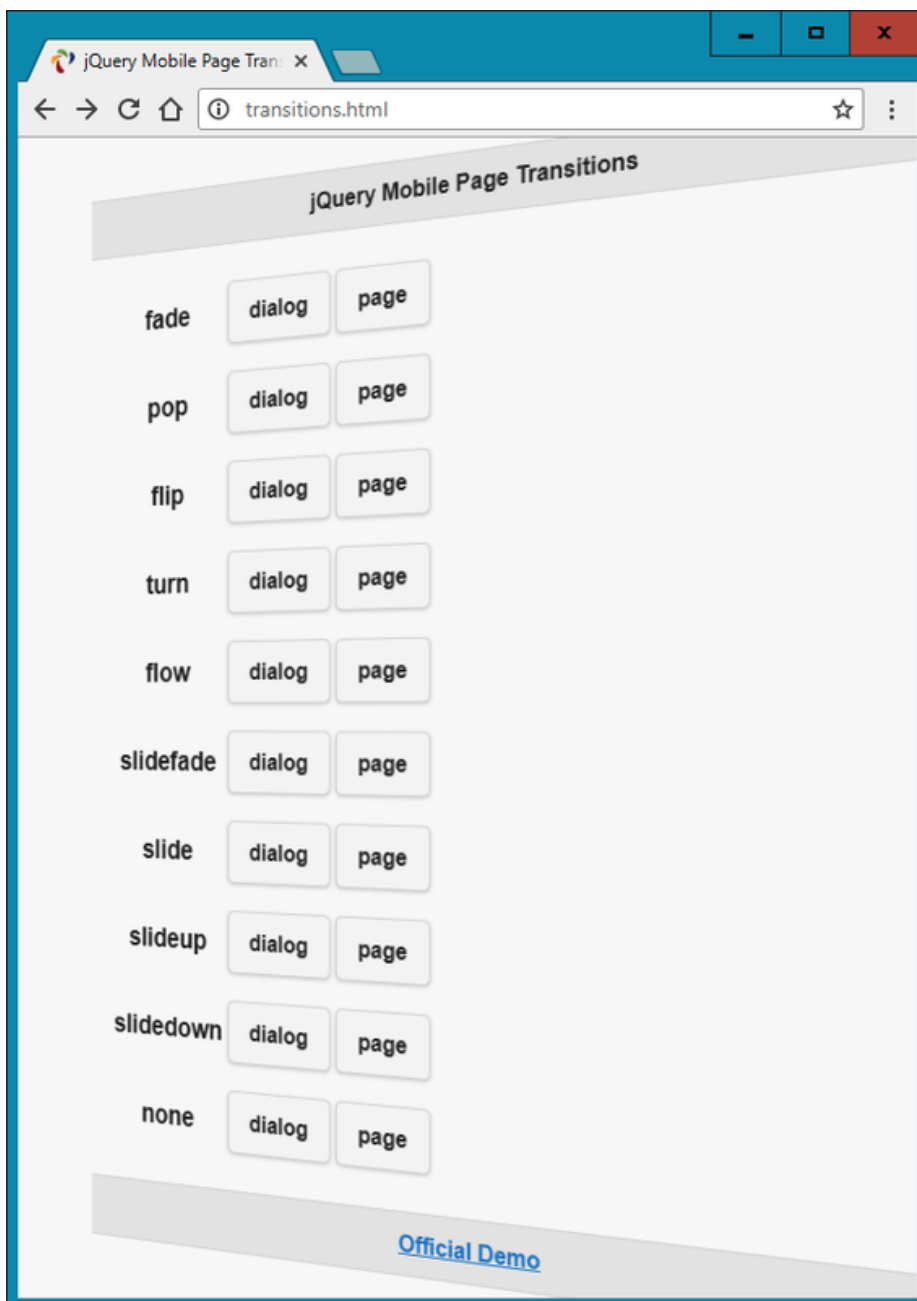 jQuery Mobile Page Tran
transitions.html
jQuery Mobile Page Transitions
fade dialog page
pop dialog page
flip dialog page
turn dialog page
flow dialog page
slidefade dialog page
slide dialog page
slideup dialog page
slidedown dialog page
none dialog page
Official Demo